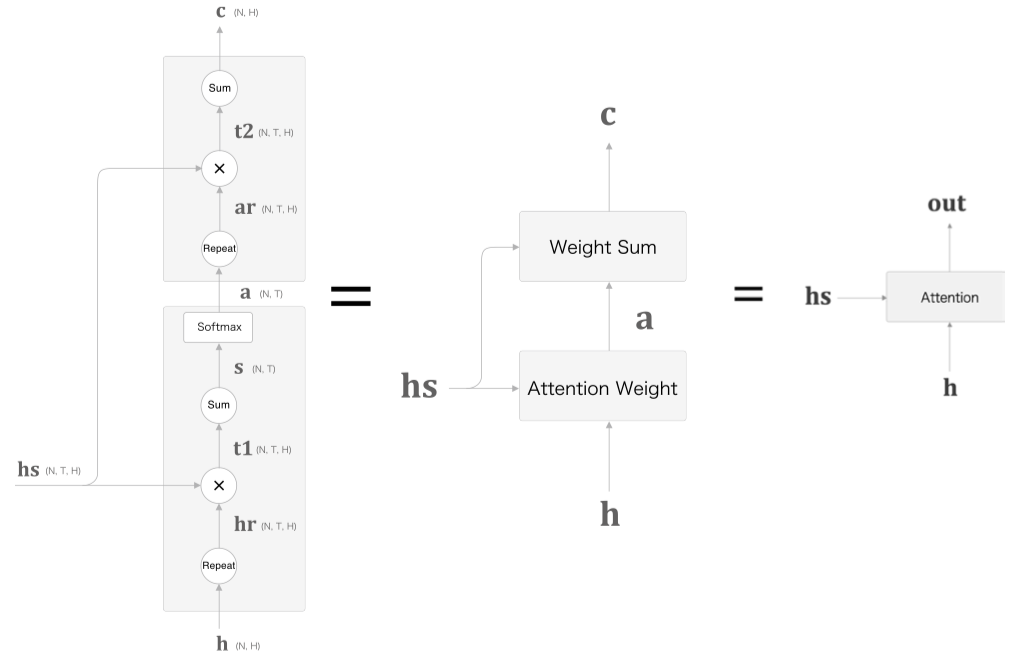 c (N, H)
Sum
t2 (N, T, H)
×
ar (N, T, H)
Repeat
a (N, T)
Softmax
s (N, T)
Sum
t1 (N, T, H)
hs (N, T, H)
×
hr (N, T, H)
Repeat
h (N, H)
=
c
Weight Sum
a
hs
Attention Weight
h
=
out
hs
Attention
h